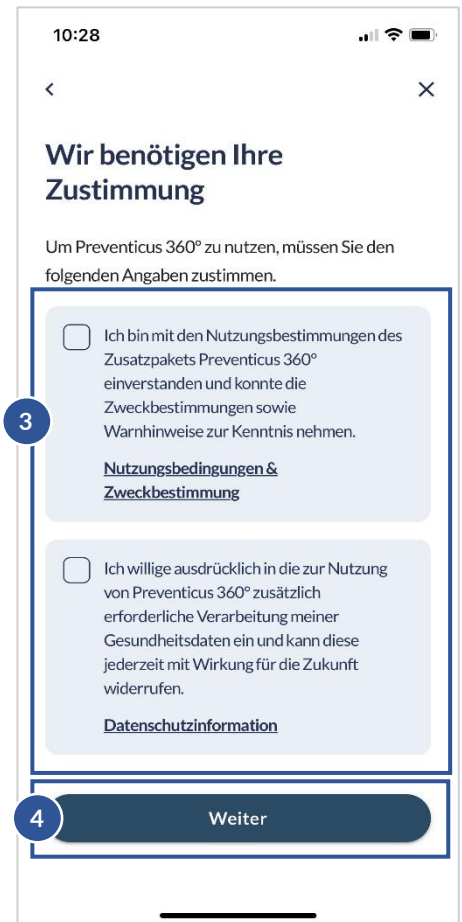 10:28
Wir benötigen Ihre
Zustimmung
Um Preventicus 360° zu nutzen, müssen Sie den
folgenden Angaben zustimmen.
3
Ich bin mit den Nutzungsbestimmungen des
Zusatzpakets Preventicus 360°
einverstanden und konnte die
Zweckbestimmungen sowie
Warnhinweise zur Kenntnis nehmen.
Nutzungsbedingungen &
Zweckbestimmung
Ich willige ausdrücklich in die zur Nutzung
von Preventicus 360° zusätzlich
erforderliche Verarbeitung meiner
Gesundheitsdaten ein und kann diese
jederzeit mit Wirkung für die Zukunft
widerrufen.
Datenschutzinformation
4
Weiter